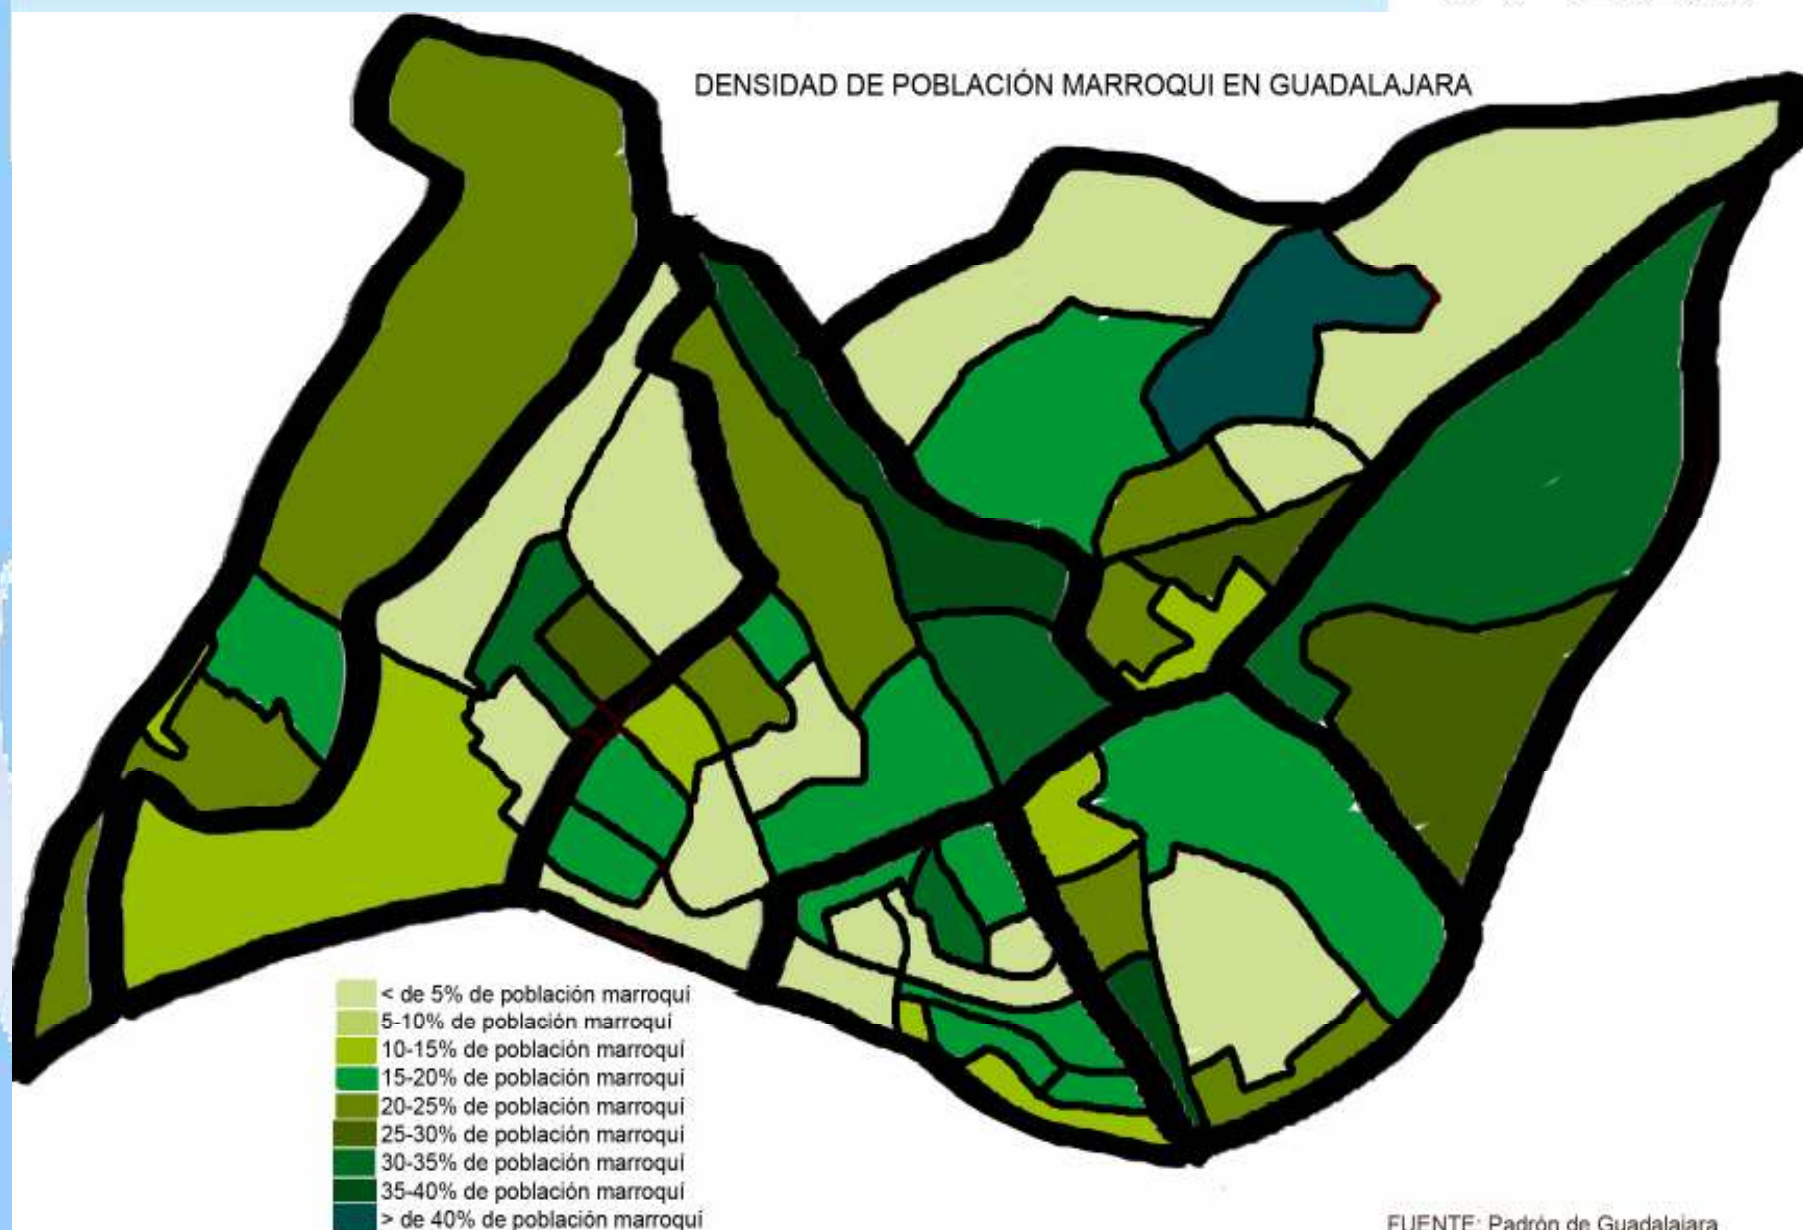 DENSIDAD DE POBLACIÓN MARROQUI EN GUADALAJARA
< de 5% de población marroquí
5-10% de población marroquí
10-15% de población marroquí
15-20% de población marroquí
20-25% de población marroquí
25-30% de población marroquí
30-35% de población marroquí
35-40% de población marroquí
> de 40% de población marroquí
FUENTE: Padrón de Guadalajara